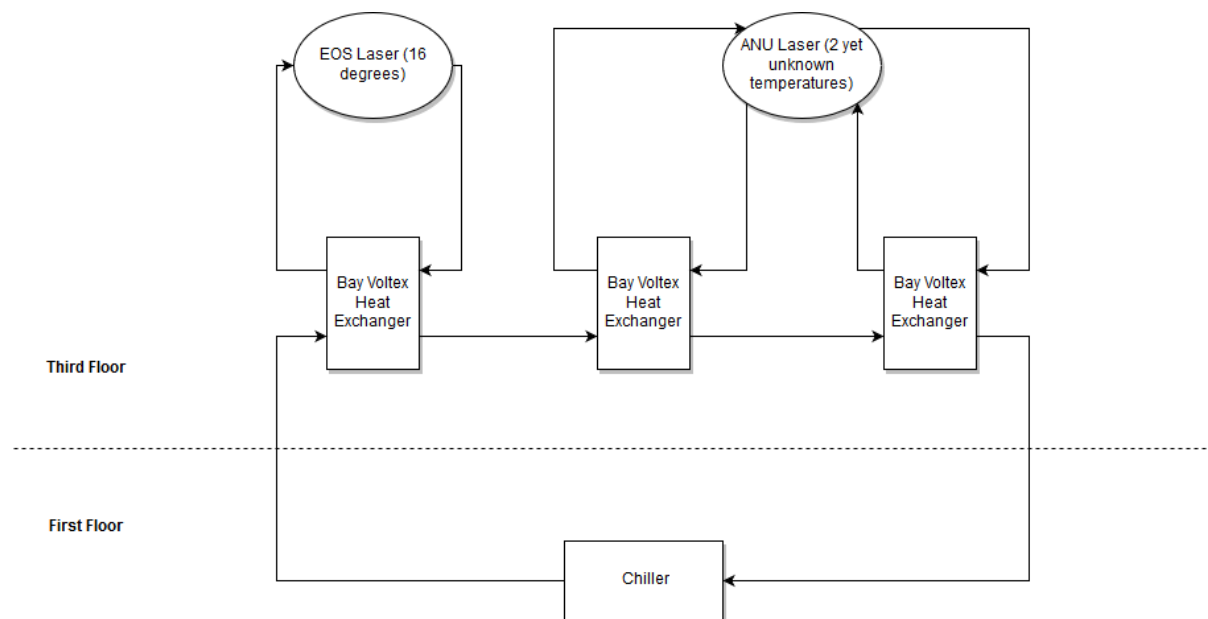 EOS Laser (16
degrees)
ANU Laser (2 yet
unknown
temperatures)
Bay Voltex
Heat
Exchanger
Bay Voltex
Heat
Exchanger
Bay Voltex
Heat
Exchanger
Third Floor
First Floor
Chiller